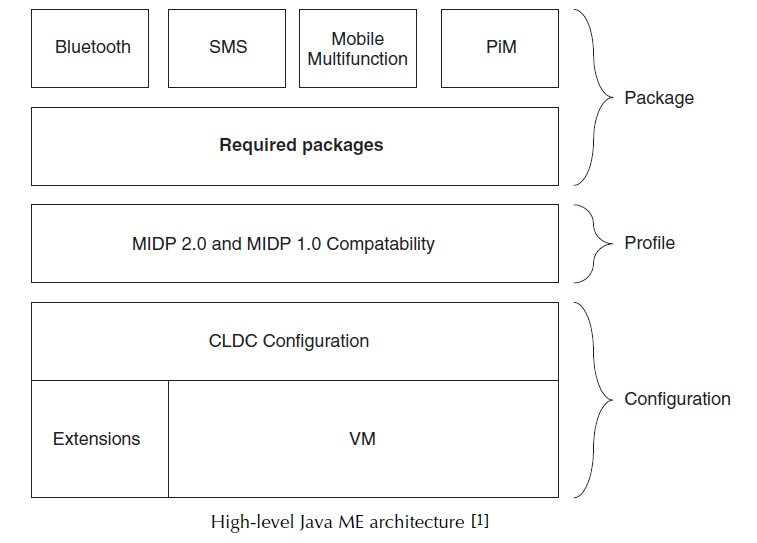 Bluetooth
SMS
Mobile
Multifunction
PiM
Package
Required packages
MIDP 2.0 and MIDP 1.0 Compatability
Profile
CLDC Configuration
Configuration
Extensions
VM
High-level Java ME architecture [1]